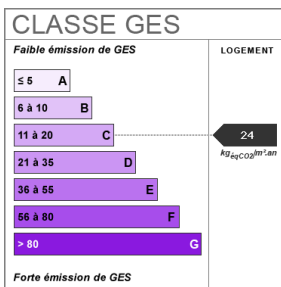 CLASSE GES
Faible émission de GES
LOGEMENT
≤ 5 A
6 à 10 B
11 à 20 C
24
kgéqCO2/m².an
21 à 35 D
36 à 55 E
56 à 80 F
> 80 G
Forte émission de GES